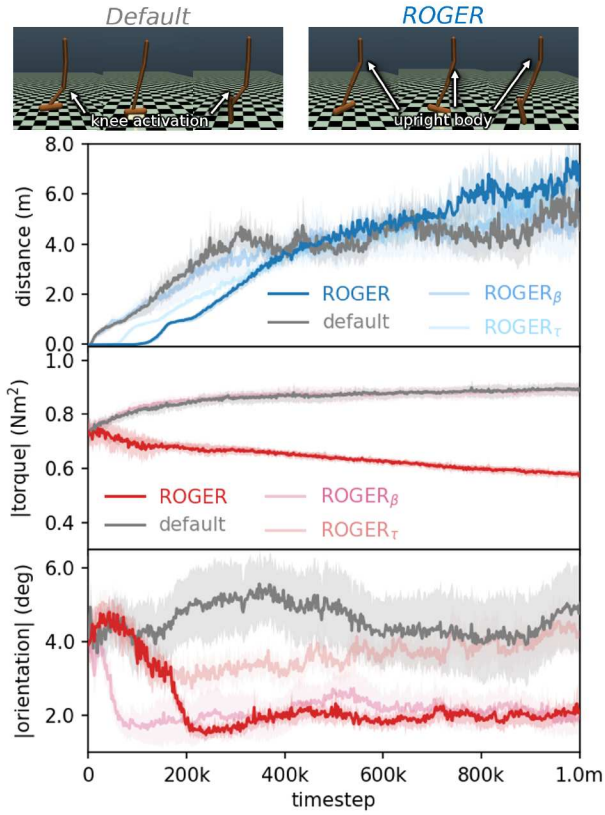 Default ROGER
knee activation upright body
8.0
6.0
4.0
2.0
0.0
distance (m)
ROGER ROGERβ
default ROGERτ
1.0
0.8
0.6
0.4
|torque| (Nm²)
ROGER ROGERβ
default ROGERτ
6.0
4.0
2.0
|orientation| (deg)
0 200k 400k 600k 800k 1.0m
timestep